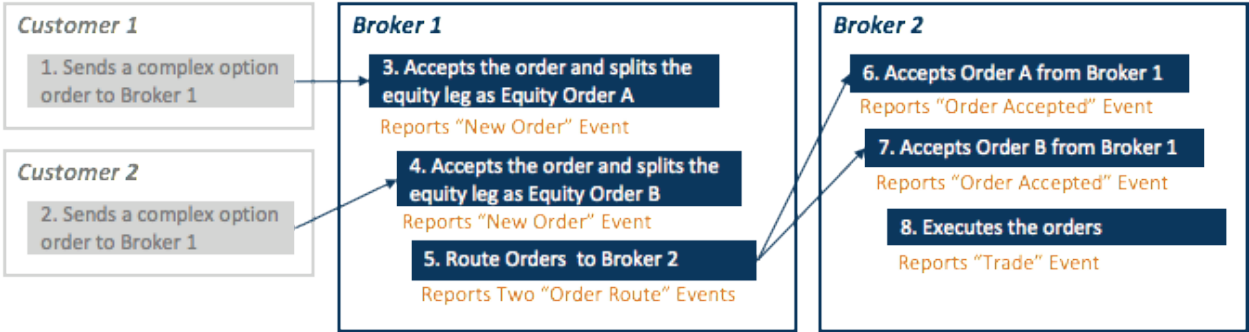 Customer 1
1. Sends a complex option
order to Broker 1
Customer 2
2. Sends a complex option
order to Broker 1
Broker 1
3. Accepts the order and splits the
equity leg as Equity Order A
Reports “New Order” Event
4. Accepts the order and splits the
equity leg as Equity Order B
Reports “New Order” Event
5. Route Orders to Broker 2
Reports Two “Order Route” Events
Broker 2
6. Accepts Order A from Broker 1
Reports “Order Accepted” Event
7. Accepts Order B from Broker 1
Reports “Order Accepted” Event
8. Executes the orders
Reports “Trade” Event